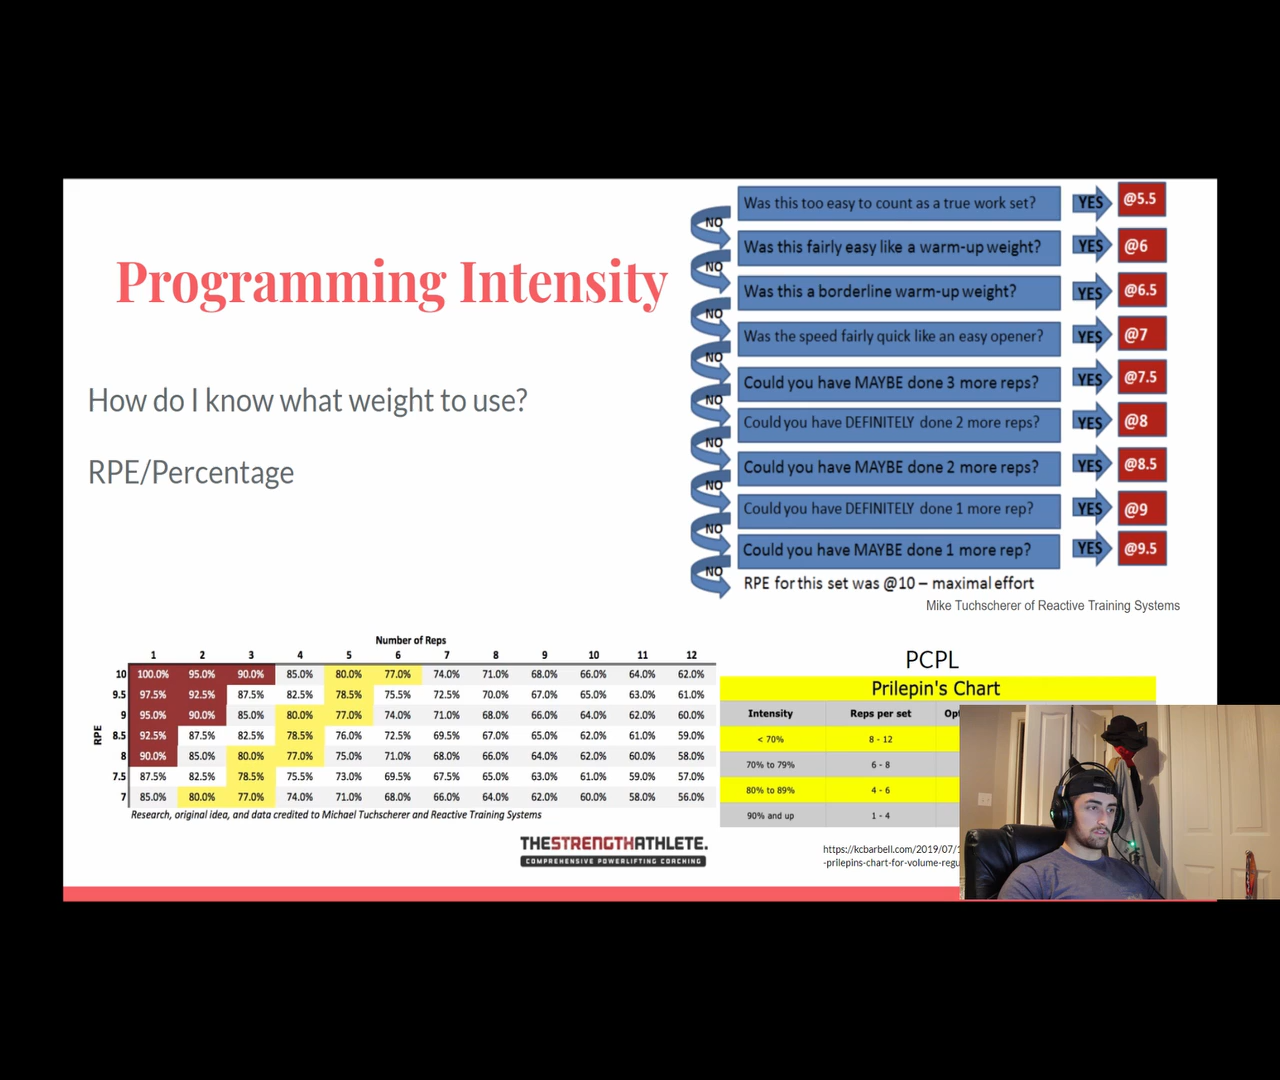 Programming Intensity
How do I know what weight to use?
RPE/Percentage
Was this too easy to count as a true work set? YES @5.5
NO
Was this fairly easy like a warm-up weight? YES @6
NO
Was this a borderline warm-up weight? YES @6.5
NO
Was the speed fairly quick like an easy opener? YES @7
NO
Could you have MAYBE done 3 more reps? YES @7.5
NO
Could you have DEFINITELY done 2 more reps? YES @8
NO
Could you have MAYBE done 2 more reps? YES @8.5
NO
Could you have DEFINITELY done 1 more rep? YES @9
NO
Could you have MAYBE done 1 more rep? YES @9.5
NO
RPE for this set was @10 – maximal effort
Mike Tuchscherer of Reactive Training Systems
Number of Reps
1 2 3 4 5 6 7 8 9 10 11 12
RPE
10 100.0% 95.0% 90.0% 85.0% 80.0% 77.0% 74.0% 71.0% 68.0% 66.0% 64.0% 62.0%
9.5 97.5% 92.5% 87.5% 82.5% 78.5% 75.5% 72.5% 70.0% 67.0% 65.0% 63.0% 61.0%
9 95.0% 90.0% 85.0% 80.0% 77.0% 74.0% 71.0% 68.0% 66.0% 64.0% 62.0% 60.0%
8.5 92.5% 87.5% 82.5% 78.5% 76.0% 72.5% 69.5% 67.0% 65.0% 62.0% 61.0% 59.0%
8 90.0% 85.0% 80.0% 77.0% 75.0% 71.0% 68.0% 66.0% 64.0% 62.0% 60.0% 58.0%
7.5 87.5% 82.5% 78.5% 75.5% 73.0% 69.5% 67.5% 65.0% 63.0% 61.0% 59.0% 57.0%
7 85.0% 80.0% 77.0% 74.0% 71.0% 68.0% 66.0% 64.0% 62.0% 60.0% 58.0% 56.0%
Research, original idea, and data credited to Michael Tuchscherer and Reactive Training Systems
THESTRENGTHATHLETE.
COMPREHENSIVE POWERLIFTING COACHING
PCPL
Prilepin's Chart
Intensity Reps per set
< 70% 8 - 12
70% to 79% 6 - 8
80% to 89% 4 - 6
90% and up 1 - 4
https://kcbarbell.com/2019/07/1
-prilepins-chart-for-volume-regu